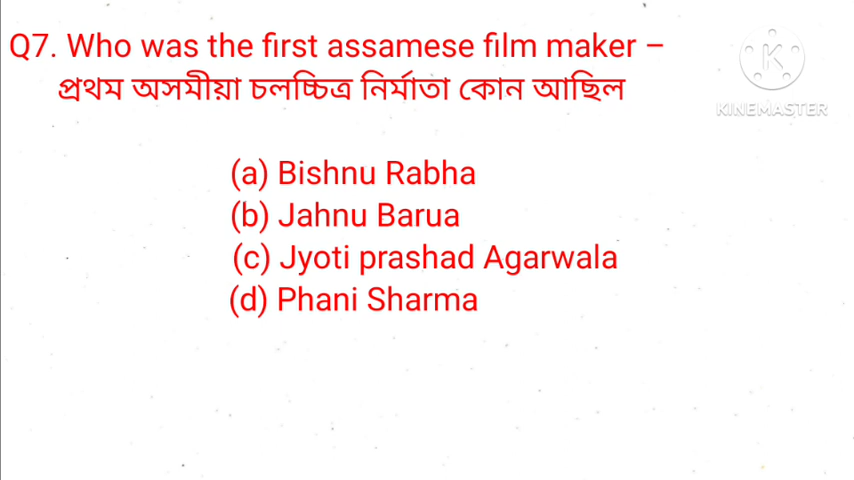 Q7. Who was the first assamese film maker –
প্ৰথম অসমীয়া চলচ্চিত্ৰ নিৰ্মাতা কোন আছিল
KINEMASTER
(a) Bishnu Rabha
(b) Jahnu Barua
(c) Jyoti prashad Agarwala
(d) Phani Sharma